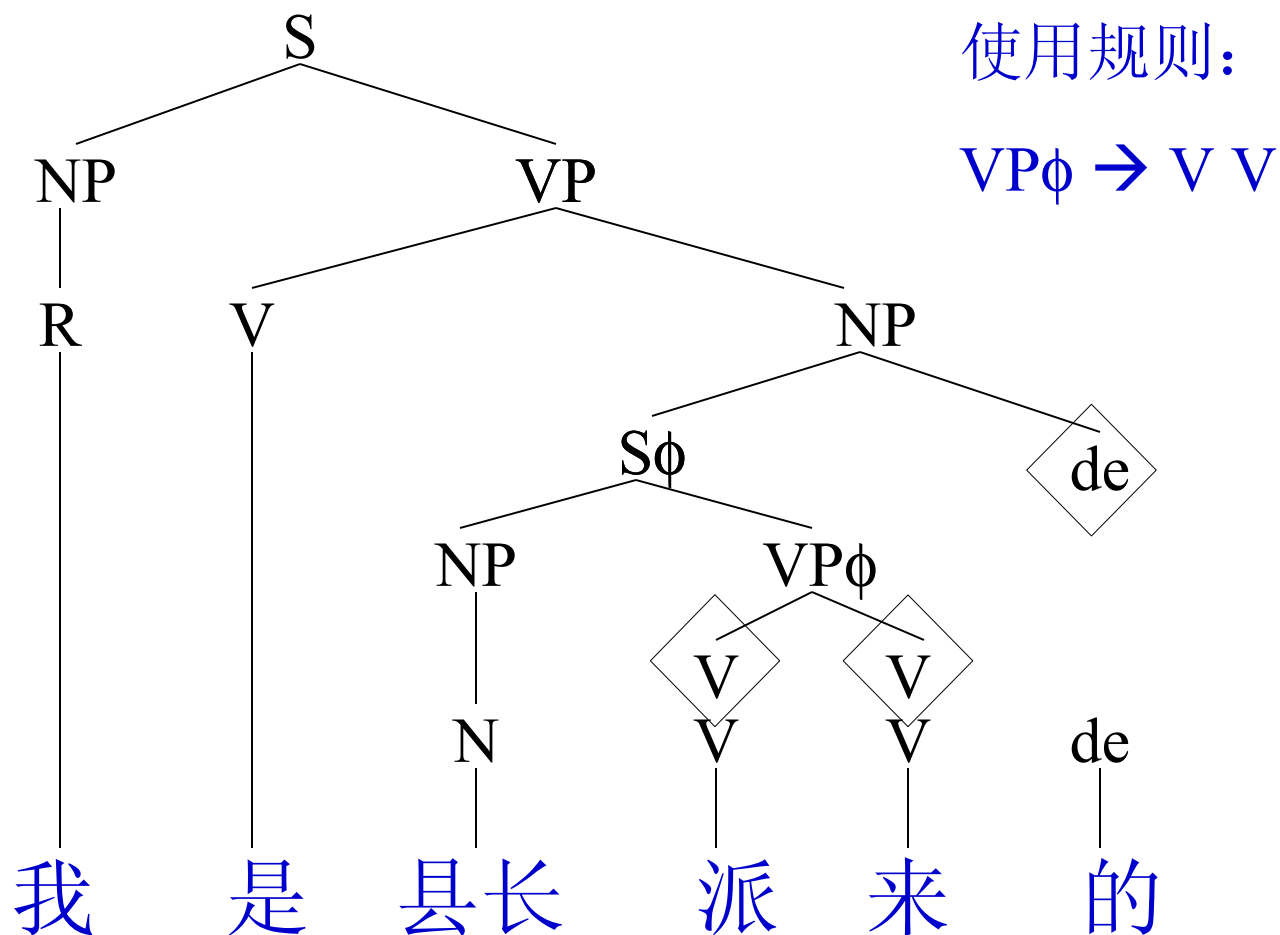 S
使用规则：
NP VP
VPϕ → V V
R V NP
Sϕ
de
NP VPϕ
V V
N V V de
我 是 县长 派 来 的